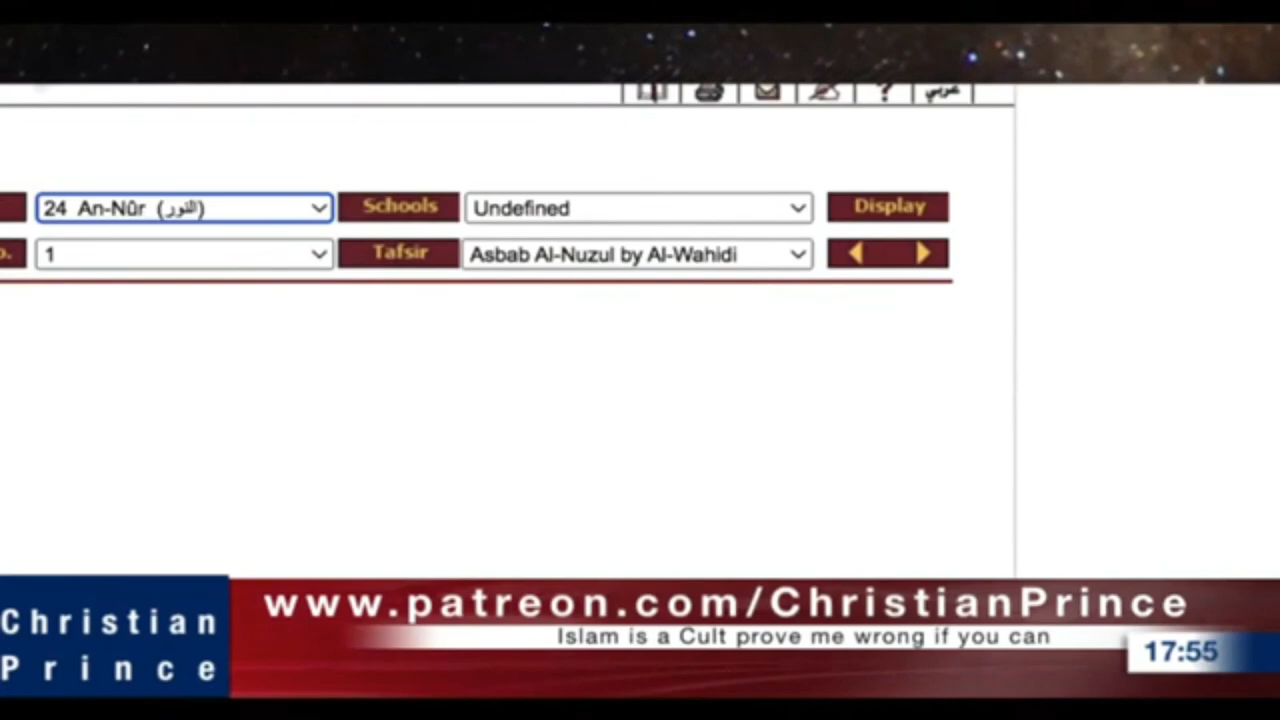 ? عربي
24 An-Nûr (النور) Schools Undefined Display
o. 1 Tafsir Asbab Al-Nuzul by Al-Wahidi
www.patreon.com/ChristianPrince
Islam is a Cult prove me wrong if you can
Christian
Prince
17:55